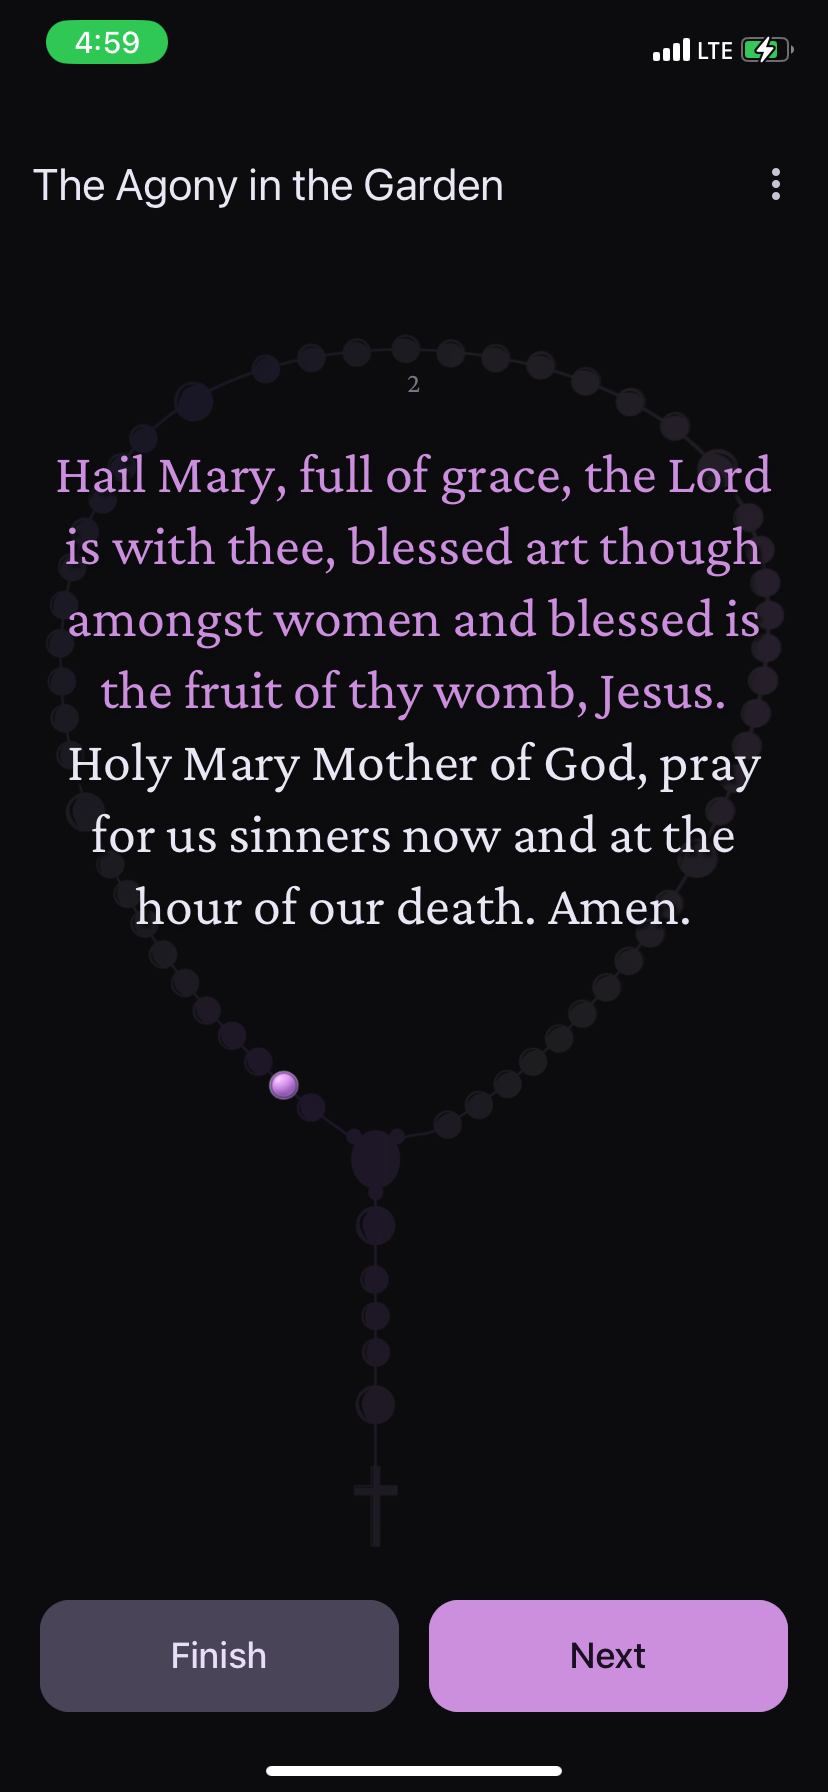 4:59
LTE
The Agony in the Garden
2
Hail Mary, full of grace, the Lord
is with thee, blessed art though
amongst women and blessed is
the fruit of thy womb, Jesus.
Holy Mary Mother of God, pray
for us sinners now and at the
hour of our death. Amen.
Finish
Next